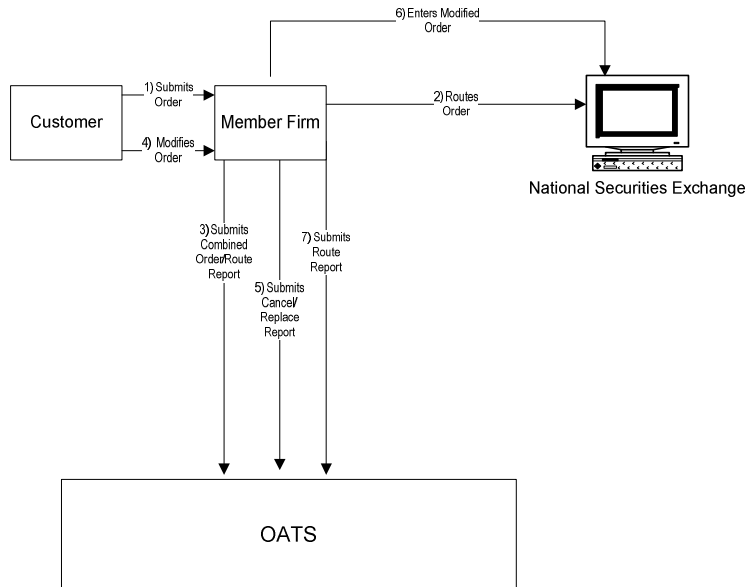 6) Enters Modified
Order
1) Submits
Order
Customer
Member Firm
2) Routes
Order
4) Modifies
Order
National Securities Exchange
3) Submits
Combined
Order/Route
Report
7) Submits
Route
Report
5) Submits
Cancel/
Replace
Report
OATS